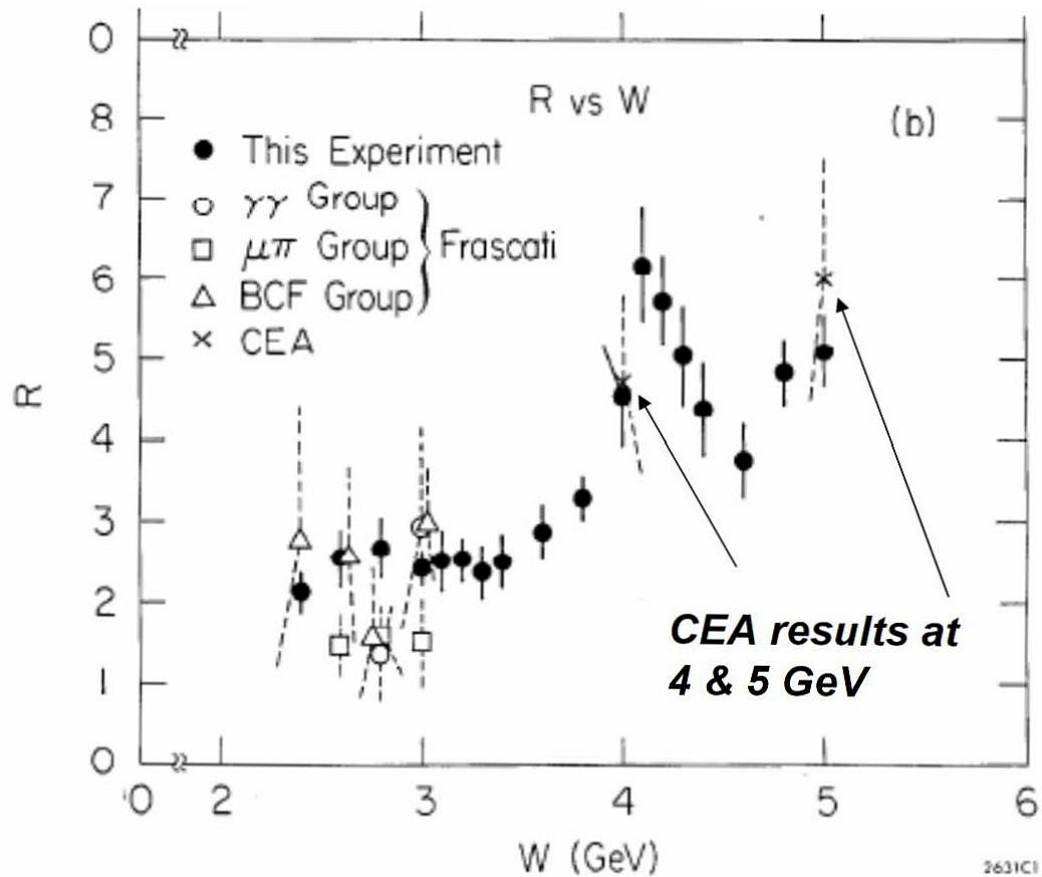 0
8
7
6
5
4
3
2
1
0
R
R vs W
(b)
● This Experiment
○ γγ Group
□ μπ Group
△ BCF Group
Frascati
× CEA
CEA results at
4 & 5 GeV
0 2 3 4 5 6
W (GeV)
2631C1